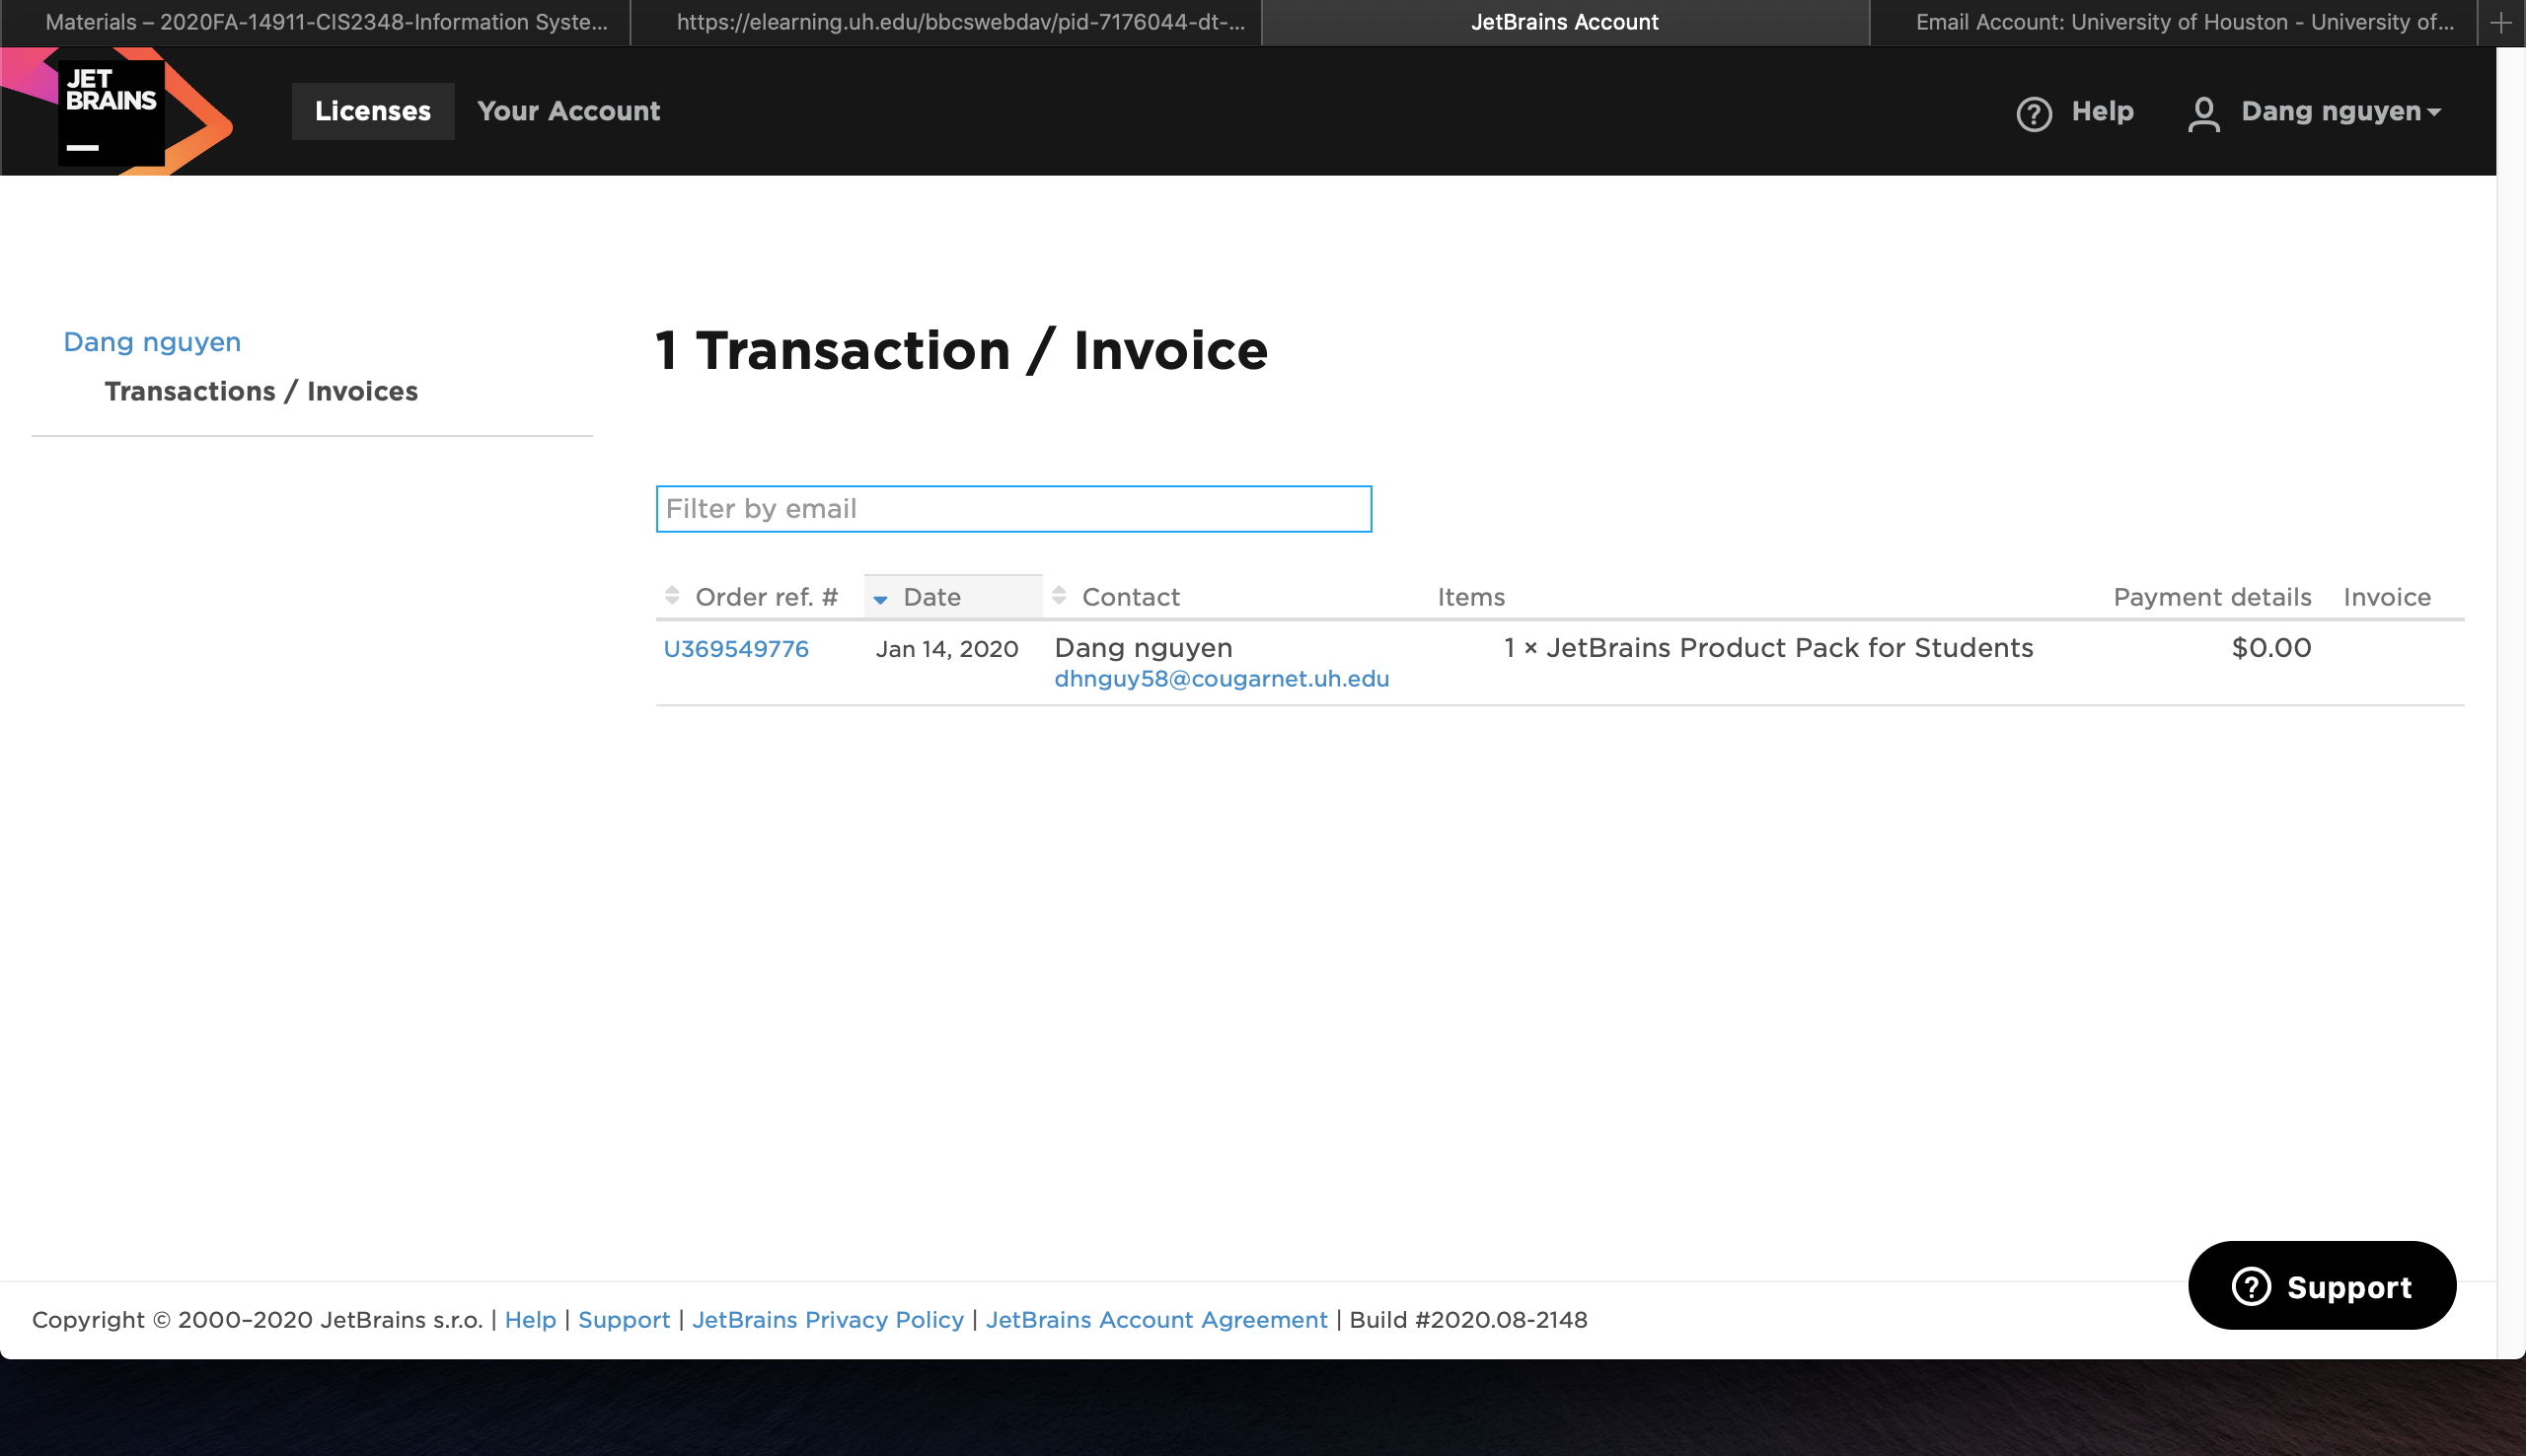 Materials – 2020FA-14911-CIS2348-Information Syste...
https://elearning.uh.edu/bbcswebdav/pid-7176044-dt-...
JetBrains Account
Email Account: University of Houston - University of...
JET
BRAINS
Licenses
Your Account
Help
Dang nguyen
Dang nguyen
Transactions / Invoices
1 Transaction / Invoice
Filter by email
Order ref. # Date Contact Items Payment details Invoice
U369549776 Jan 14, 2020 Dang nguyen 1 × JetBrains Product Pack for Students $0.00
dhnguy58@cougarnet.uh.edu
Support
Copyright © 2000–2020 JetBrains s.r.o. | Help | Support | JetBrains Privacy Policy | JetBrains Account Agreement | Build #2020.08-2148